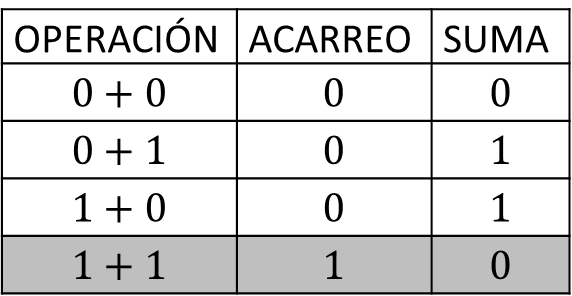 OPERACIÓN ACARREO SUMA
0 + 0 0 0
0 + 1 0 1
1 + 0 0 1
1 + 1 1 0